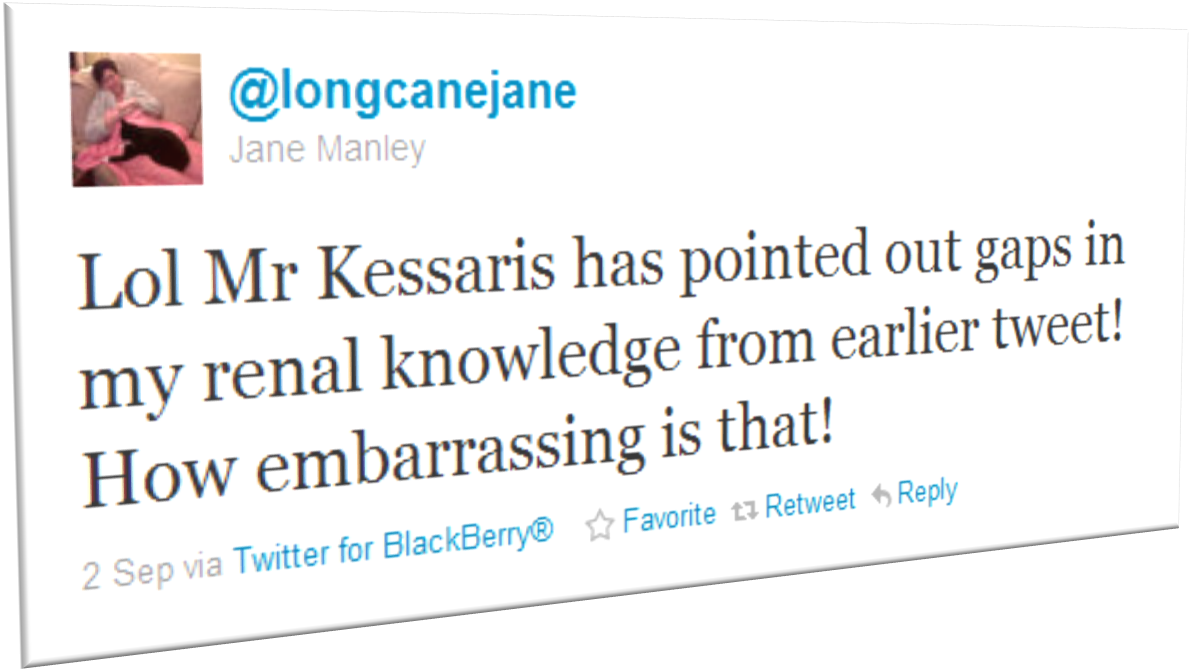 @longcanejane
Jane Manley
Lol Mr Kessaris has pointed out gaps in
my renal knowledge from earlier tweet!
How embarrassing is that!
2 Sep via Twitter for BlackBerry® Favorite Retweet Reply